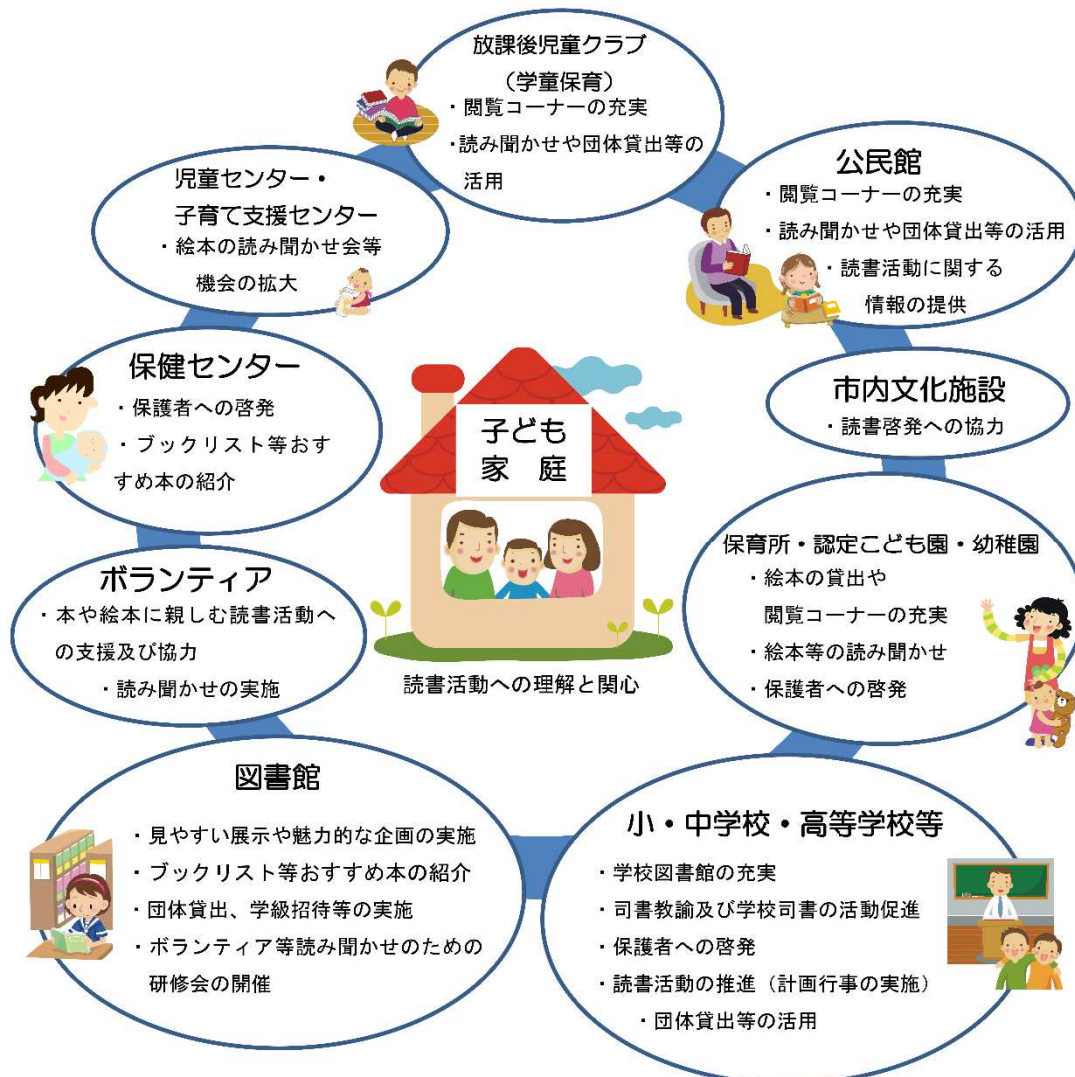 放課後児童クラブ
(学童保育)
・閲覧コーナーの充実
・読み聞かせや団体貸出等の
活用
公民館
・閲覧コーナーの充実
・読み聞かせや団体貸出等の活用
・読書活動に関する
情報の提供
児童センター・
子育て支援センター
・絵本の読み聞かせ会等
機会の拡大
保健センター
・保護者への啓発
・ブックリスト等おす
すめ本の紹介
子ども
家 庭
読書活動への理解と関心
市内文化施設
・読書啓発への協力
保育所・認定こども園・幼稚園
・絵本の貸出や
閲覧コーナーの充実
・絵本等の読み聞かせ
・保護者への啓発
ボランティア
・本や絵本に親しむ読書活動へ
の支援及び協力
・読み聞かせの実施
図書館
・見やすい展示や魅力的な企画の実施
・ブックリスト等おすすめ本の紹介
・団体貸出、学級招待等の実施
・ボランティア等読み聞かせのための
研修会の開催
小・中学校・高等学校等
・学校図書館の充実
・司書教諭及び学校司書の活動促進
・保護者への啓発
・読書活動の推進(計画行事の実施)
・団体貸出等の活用